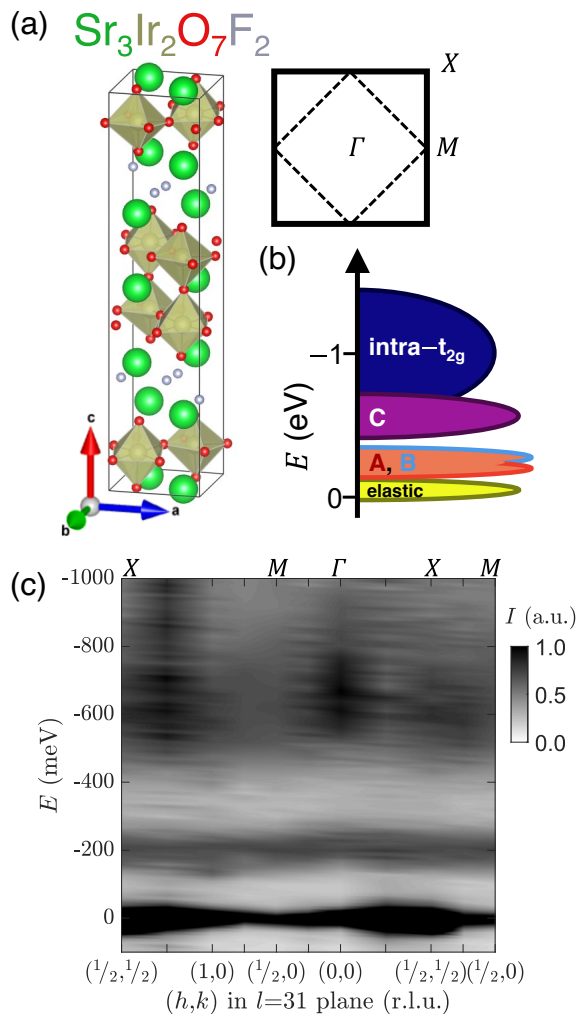 (a) Sr₃Ir₂O₇F₂
c
b
a
X
Γ
M
(b)
E (eV)
−1
0
intra−t₂g
C
A, B
elastic
(c)
X M Γ X M
-1000
-800
-600
-400
-200
0
E (meV)
I (a.u.)
1.0
0.5
0.0
(¹/₂,¹/₂) (1,0) (¹/₂,0) (0,0) (¹/₂,¹/₂) (¹/₂,0)
(h,k) in l=31 plane (r.l.u.)